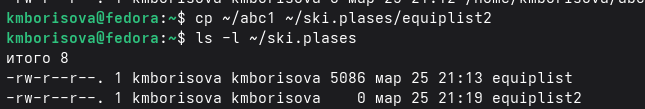 kmborisova@fedora:~$ cp ~/abc1 ~/ski.plases/equiplist2
kmborisova@fedora:~$ ls -l ~/ski.plases
итого 8
-rw-r--r--. 1 kmborisova kmborisova 5086 мар 25 21:13 equiplist
-rw-r--r--. 1 kmborisova kmborisova    0 мар 25 21:19 equiplist2